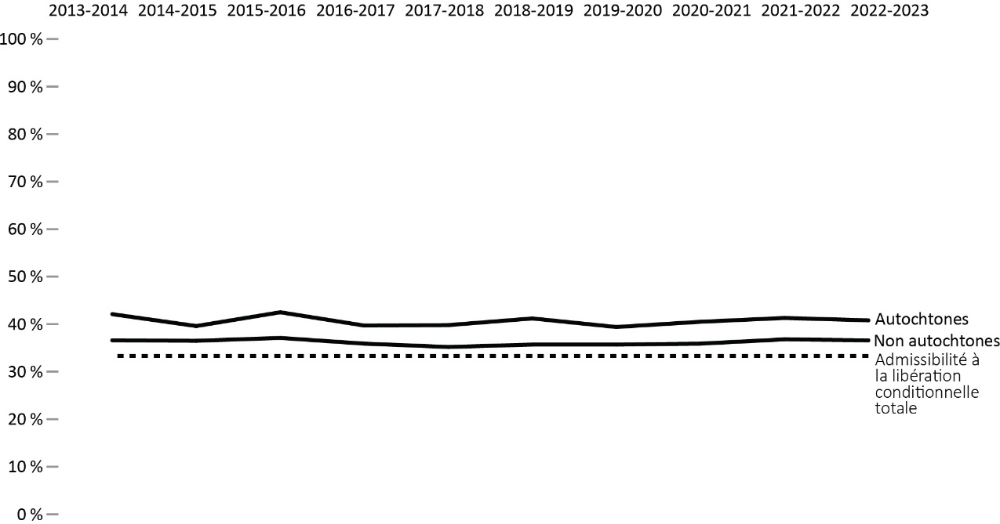 2013-2014 2014-2015 2015-2016 2016-2017 2017-2018 2018-2019 2019-2020 2020-2021 2021-2022 2022-2023
100 %
90 %
80 %
70 %
60 %
50 %
40 %
30 %
20 %
10 %
0 %
Autochtones
Non autochtones
Admissibilité à
la libération
conditionnelle
totale